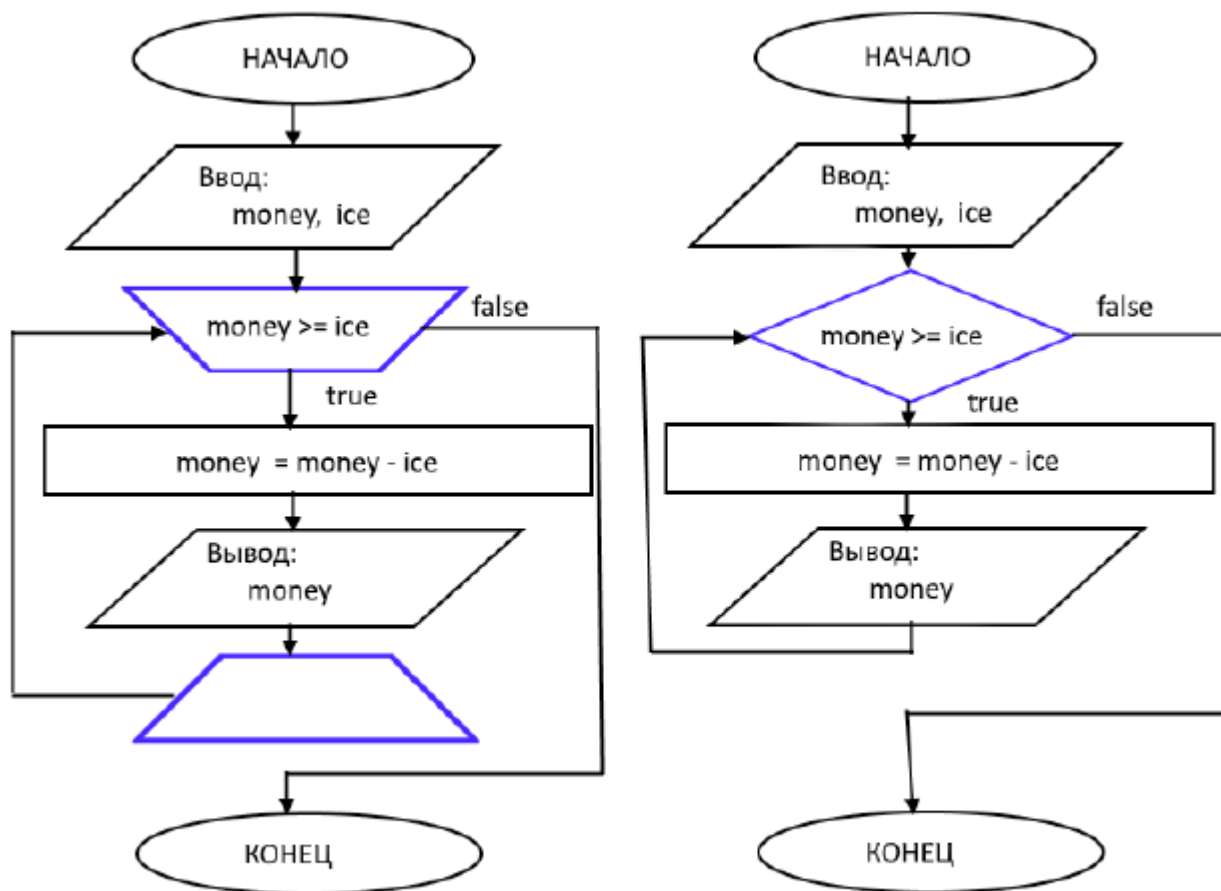 НАЧАЛО
Ввод:
money, ice
money >= ice
false
true
money = money - ice
Вывод:
money
КОНЕЦ
НАЧАЛО
Ввод:
money, ice
money >= ice
false
true
money = money - ice
Вывод:
money
КОНЕЦ